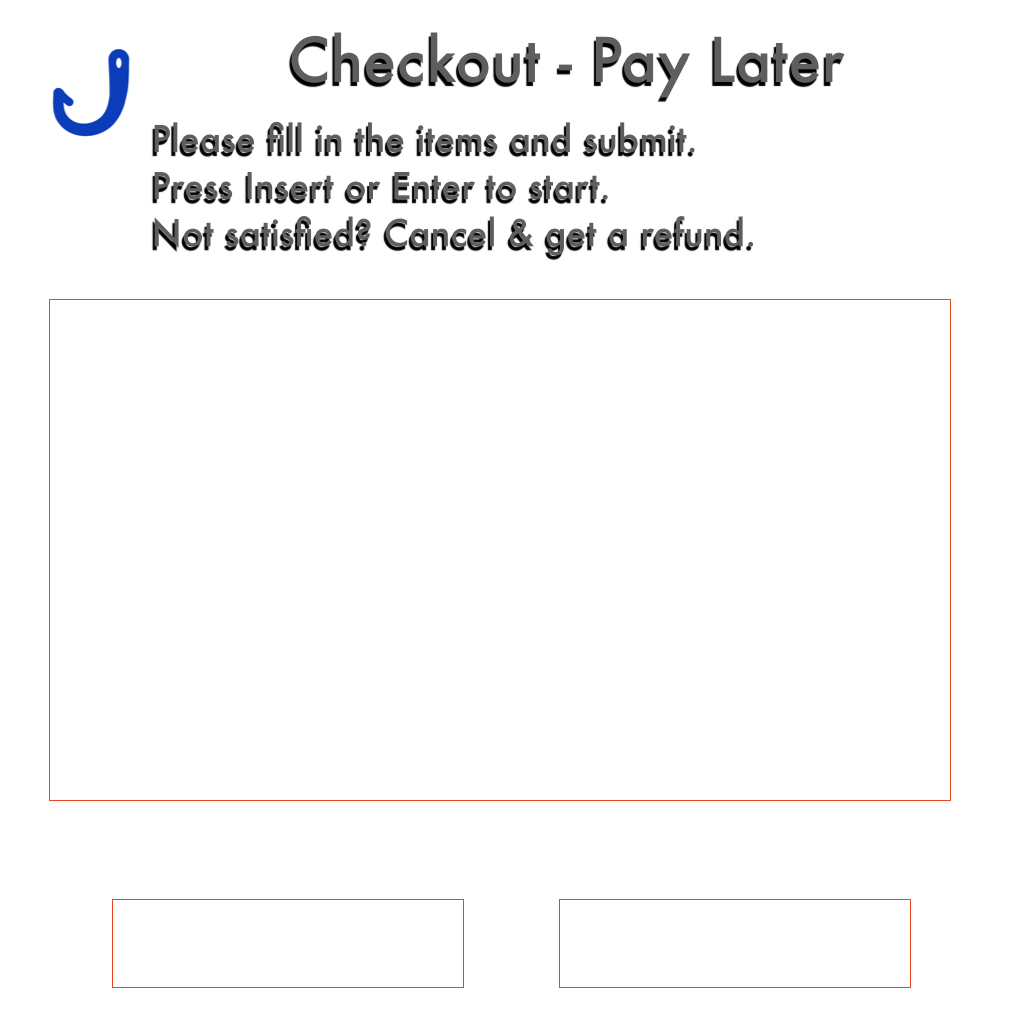 Checkout - Pay Later
Please fill in the items and submit.
Press Insert or Enter to start.
Not satisfied? Cancel & get a refund.